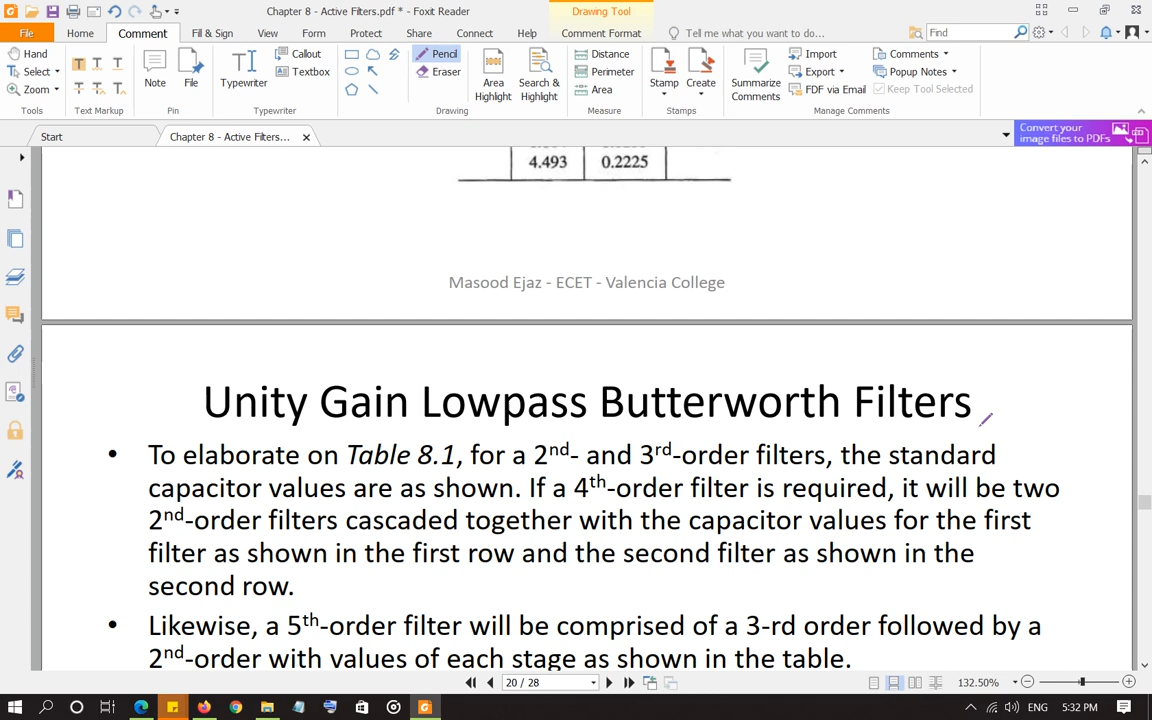 Chapter 8 - Active Filters.pdf * - Foxit Reader
Drawing Tool
File Home Comment Fill & Sign View Form Protect Share Connect Help Comment Format Tell me what you want to do... Find
Hand
Select
Zoom
Tools
Text Markup
Note
File
Pin
Typewriter
Callout
Textbox
Typewriter
Pencil
Eraser
Drawing
Area Highlight
Search & Highlight
Distance
Perimeter
Area
Measure
Stamp
Create
Stamps
Summarize Comments
Import
Export
FDF via Email
Comments
Popup Notes
Keep Tool Selected
Manage Comments
Start
Chapter 8 - Active Filters...
Convert your
image files to PDFs
4.493 0.2225
Masood Ejaz - ECET - Valencia College
Unity Gain Lowpass Butterworth Filters
• To elaborate on Table 8.1, for a 2nd- and 3rd-order filters, the standard
capacitor values are as shown. If a 4th-order filter is required, it will be two
2nd-order filters cascaded together with the capacitor values for the first
filter as shown in the first row and the second filter as shown in the
second row.
• Likewise, a 5th-order filter will be comprised of a 3-rd order followed by a
2nd-order with values of each stage as shown in the table.
20 / 28
132.50%
ENG 5:32 PM